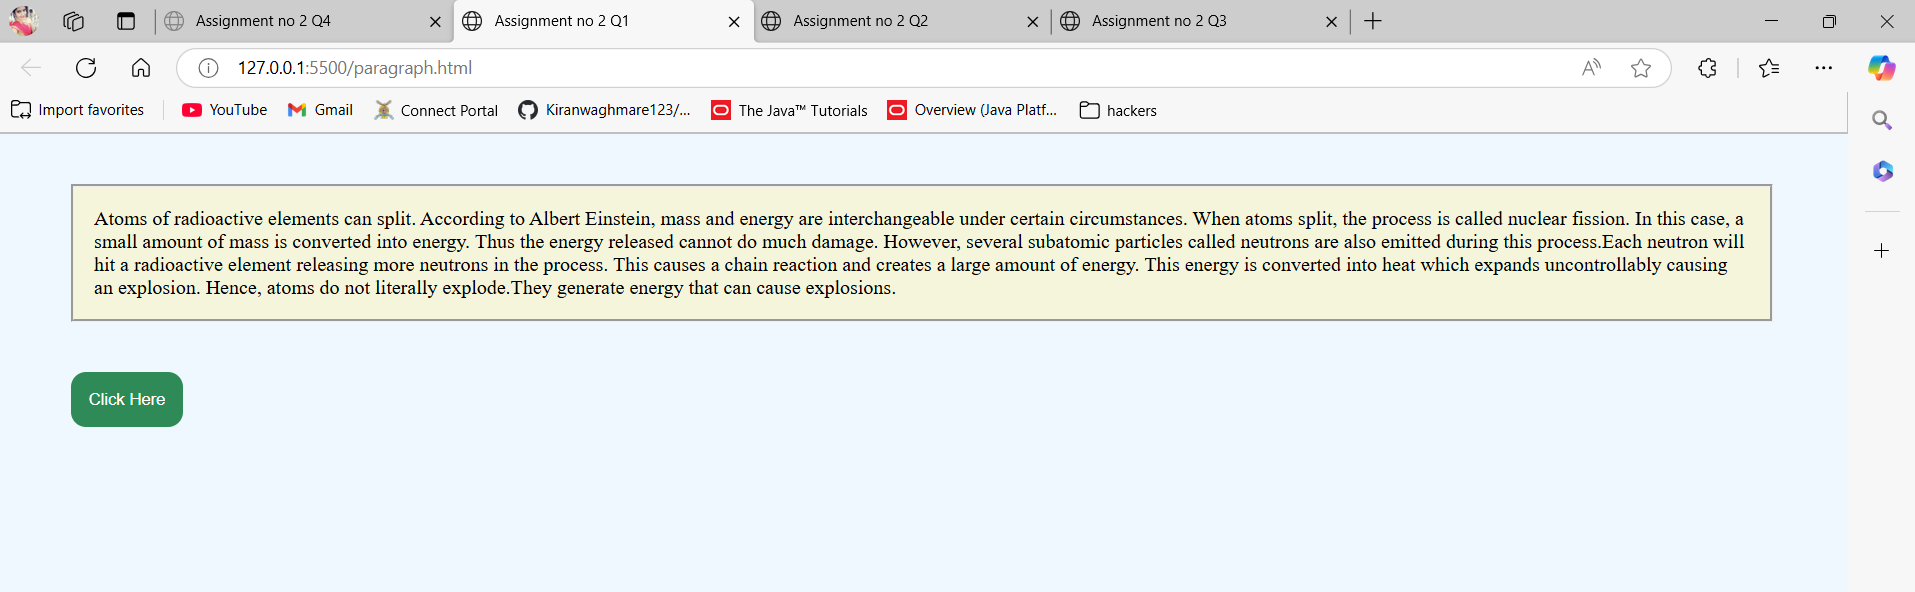 Assignment no 2 Q4
Assignment no 2 Q1
Assignment no 2 Q2
Assignment no 2 Q3
127.0.0.1:5500/paragraph.html
Import favorites
YouTube
Gmail
Connect Portal
Kiranwaghmare123/...
The Java™ Tutorials
Overview (Java Platf...
hackers
Atoms of radioactive elements can split. According to Albert Einstein, mass and energy are interchangeable under certain circumstances. When atoms split, the process is called nuclear fission. In this case, a
small amount of mass is converted into energy. Thus the energy released cannot do much damage. However, several subatomic particles called neutrons are also emitted during this process.Each neutron will
hit a radioactive element releasing more neutrons in the process. This causes a chain reaction and creates a large amount of energy. This energy is converted into heat which expands uncontrollably causing
an explosion. Hence, atoms do not literally explode.They generate energy that can cause explosions.
Click Here